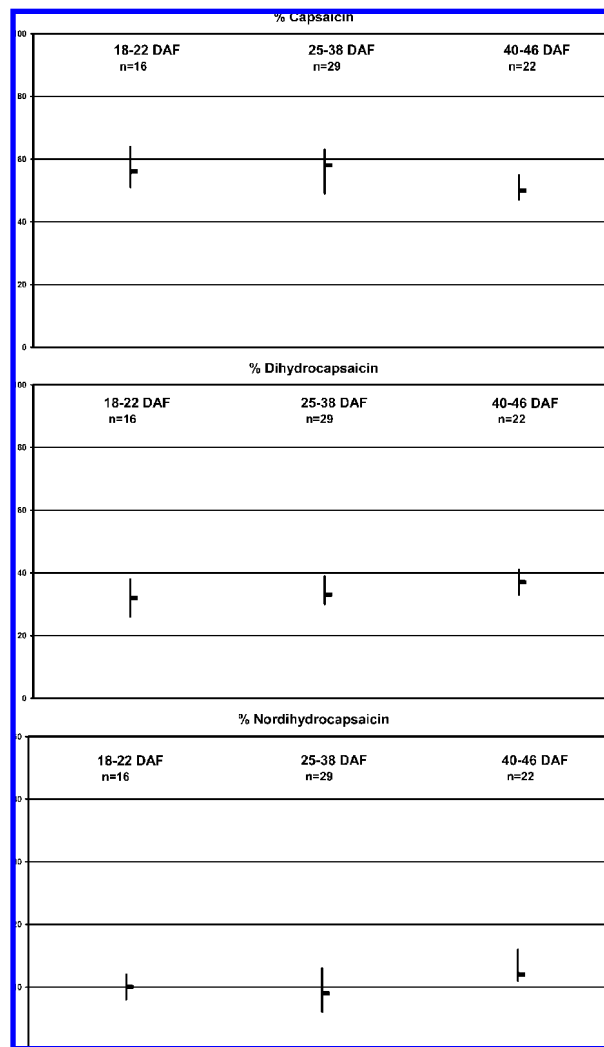 % Capsaicin
18-22 DAF
25-38 DAF
40-46 DAF
n=16
n=29
n=22
80
60
40
20
0
% Dihydrocapsaicin
18-22 DAF
25-38 DAF
40-46 DAF
n=16
n=29
n=22
80
60
40
20
0
% Nordihydrocapsaicin
18-22 DAF
25-38 DAF
40-46 DAF
n=16
n=29
n=22